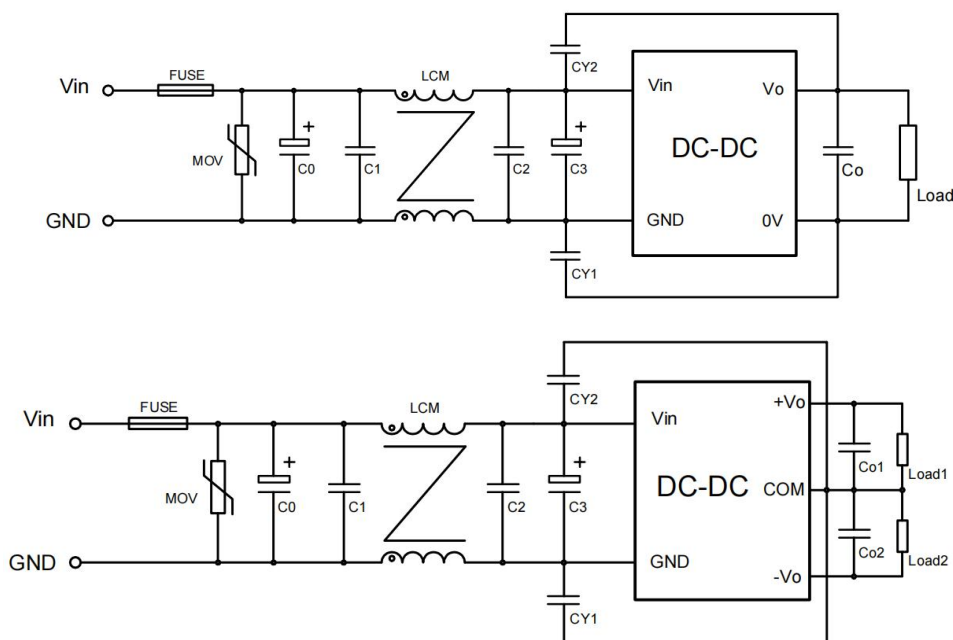 CY2
FUSE
LCM
Vin
Vin
Vo
+
+
DC-DC
MOV
C0
C1
C2
C3
Co
Load
GND
GND
0V
CY1
CY2
FUSE
LCM
+Vo
Vin
Vin
+
+
Co1
Load1
DC-DC
COM
MOV
C0
C1
C2
C3
Co2
Load2
GND
GND
-Vo
CY1